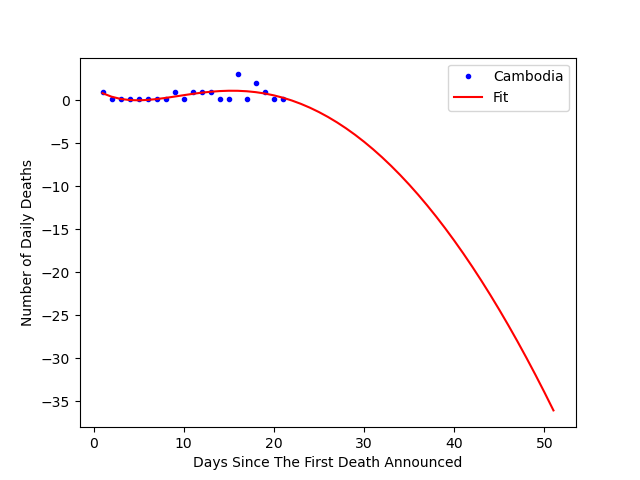 Cambodia
Fit
0
−5
−10
−15
−20
−25
−30
−35
Number of Daily Deaths
0 10 20 30 40 50
Days Since The First Death Announced